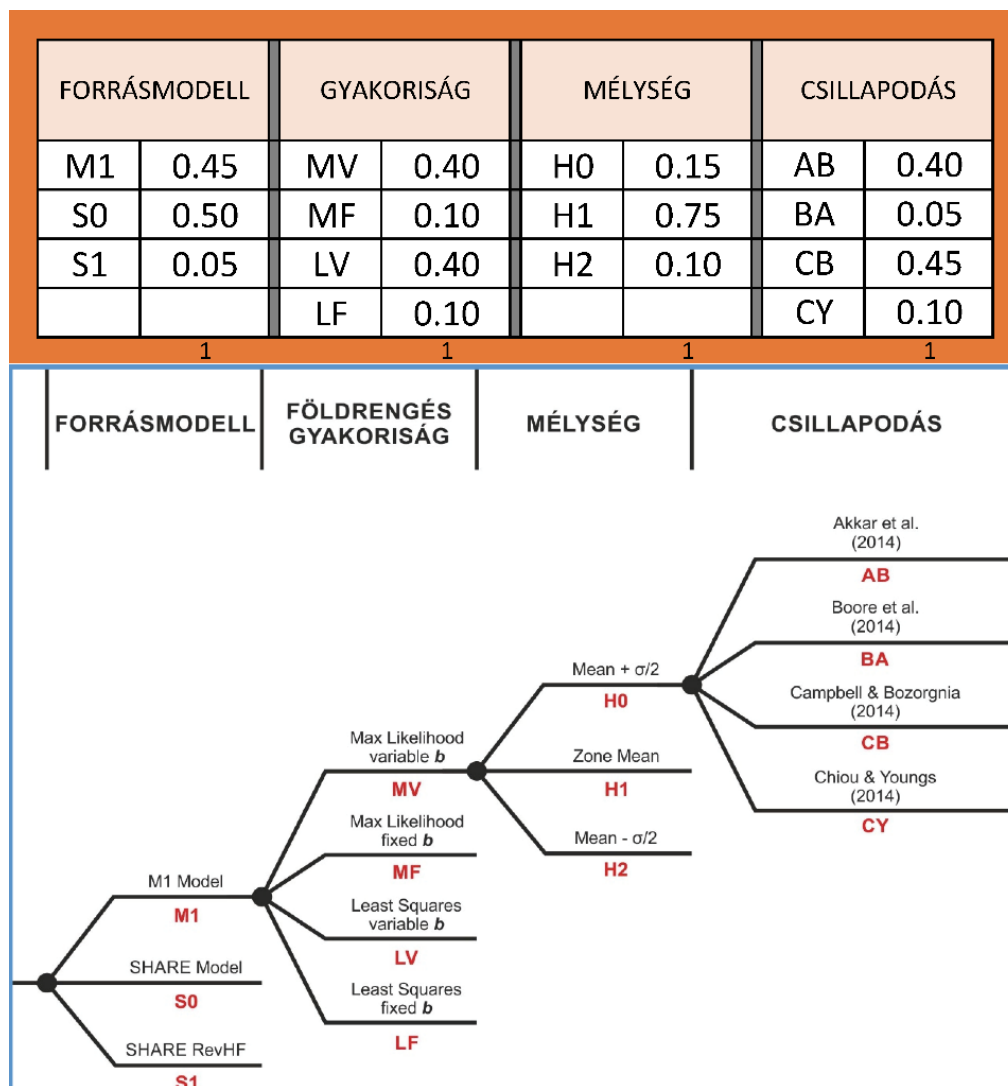 FORRÁSMODELL GYAKORISÁG MÉLYSÉG CSILLAPODÁS
M1 0.45 MV 0.40 H0 0.15 AB 0.40
S0 0.50 MF 0.10 H1 0.75 BA 0.05
S1 0.05 LV 0.40 H2 0.10 CB 0.45
LF 0.10 CY 0.10
1 1 1 1
FORRÁSMODELL
FÖLDRENGÉS
GYAKORISÁG
MÉLYSÉG
CSILLAPODÁS
Akkar et al.
(2014)
AB
Boore et al.
(2014)
BA
Campbell & Bozorgnia
(2014)
CB
Chiou & Youngs
(2014)
CY
Mean + σ/2
H0
Zone Mean
H1
Mean - σ/2
H2
Max Likelihood
variable b
MV
Max Likelihood
fixed b
MF
Least Squares
variable b
LV
Least Squares
fixed b
LF
M1 Model
M1
SHARE Model
S0
SHARE RevHF
S1